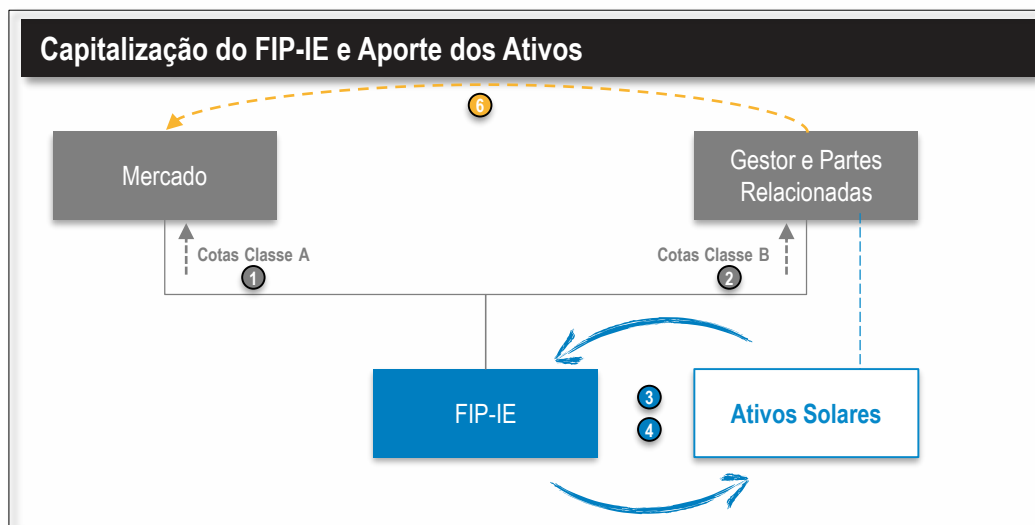 Capitalização do FIP-IE e Aporte dos Ativos
6
Mercado
Gestor e Partes
Relacionadas
Cotas Classe A
1
Cotas Classe B
2
FIP-IE
3
4
Ativos Solares